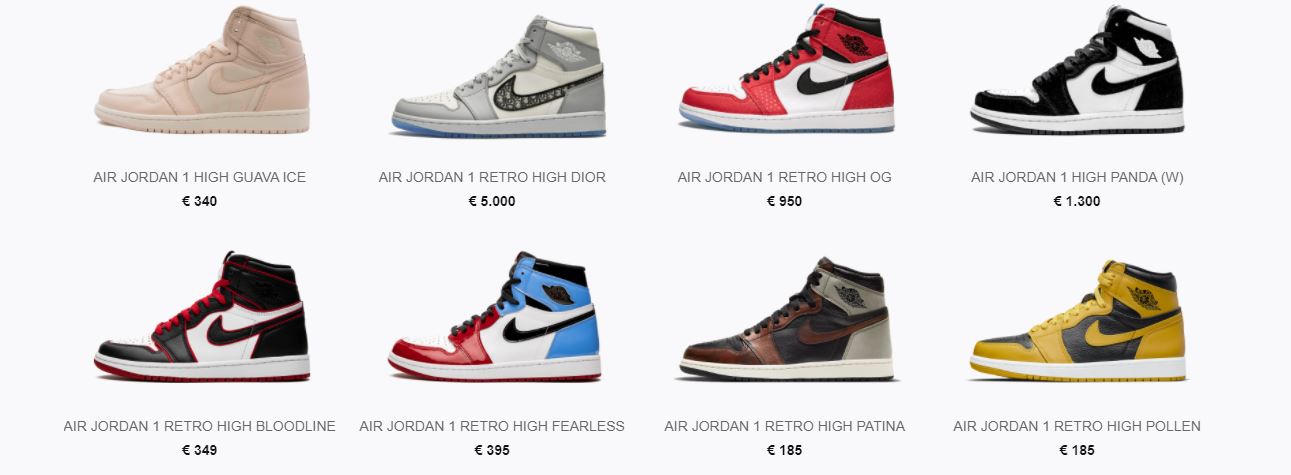 AIR JORDAN 1 HIGH GUAVA ICE
€ 340
AIR JORDAN 1 RETRO HIGH DIOR
€ 5.000
AIR JORDAN 1 RETRO HIGH OG
€ 950
AIR JORDAN 1 HIGH PANDA (W)
€ 1.300
AIR JORDAN 1 RETRO HIGH BLOODLINE
€ 349
AIR JORDAN 1 RETRO HIGH FEARLESS
€ 395
AIR JORDAN 1 RETRO HIGH PATINA
€ 185
AIR JORDAN 1 RETRO HIGH POLLEN
€ 185